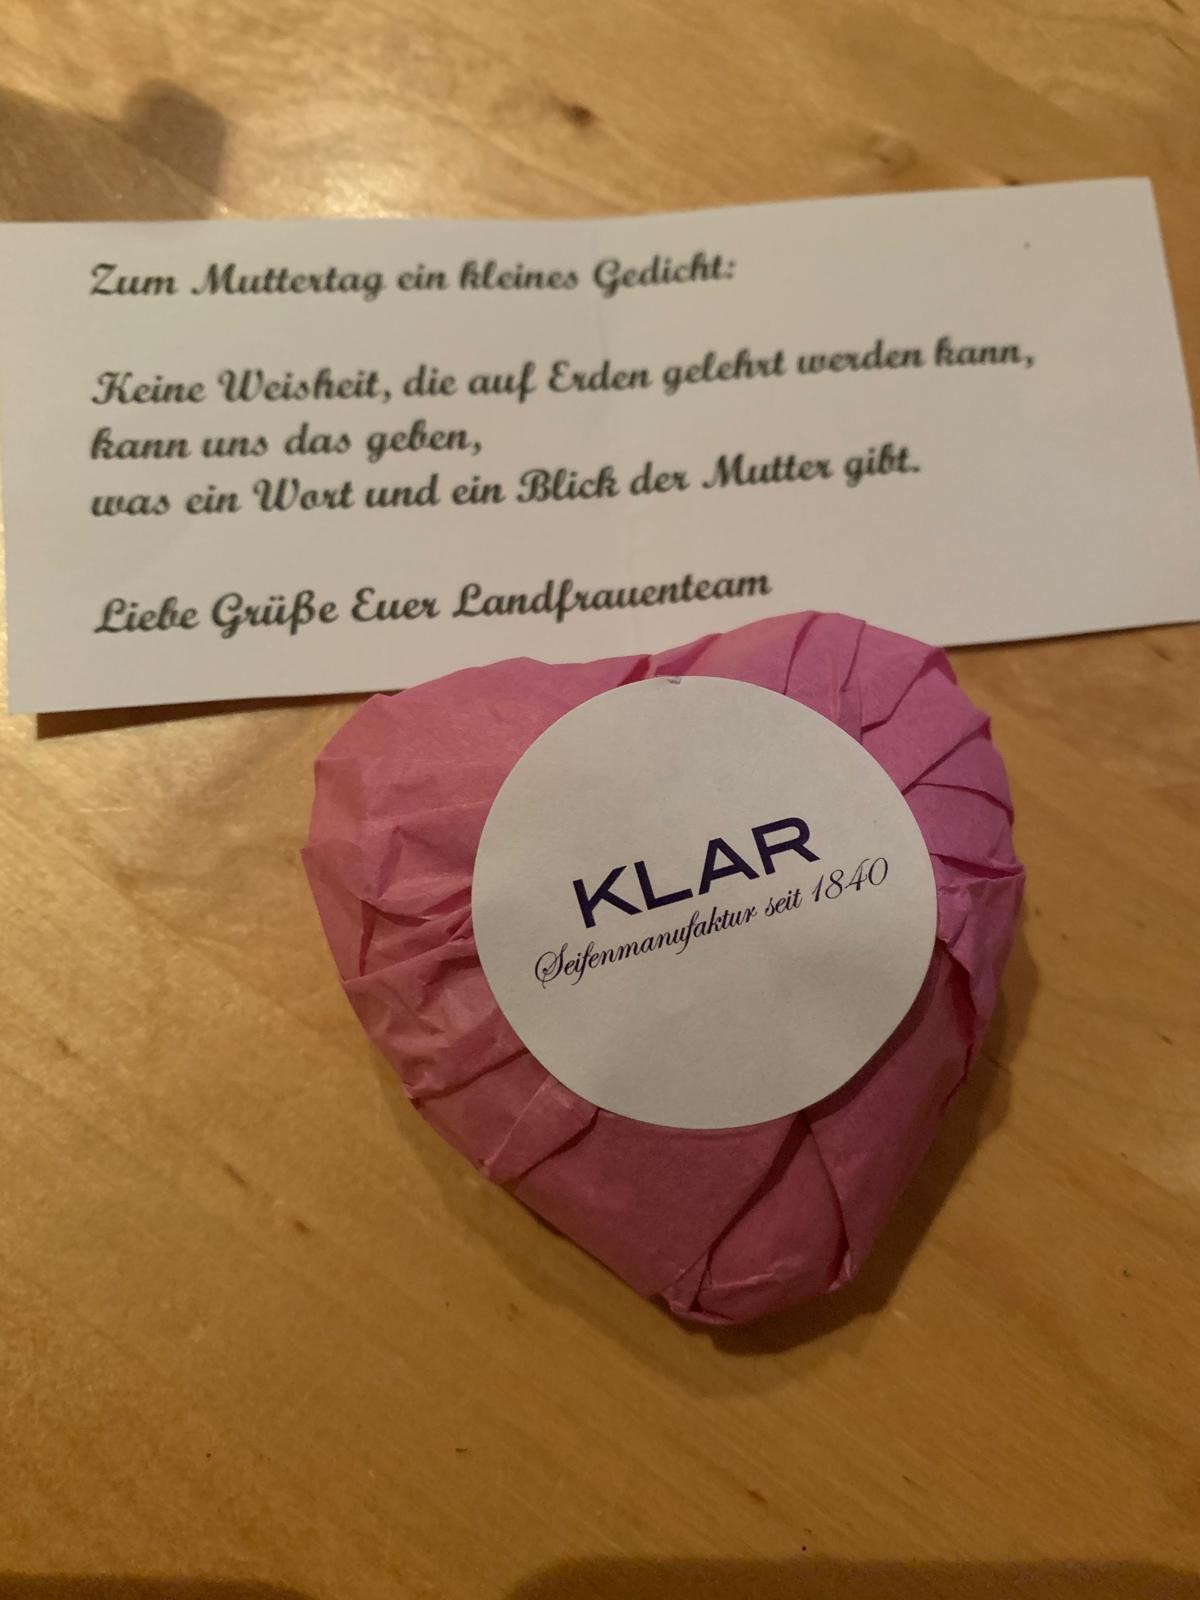 Zum Muttertag ein kleines Gedicht:
Keine Weisheit, die auf Erden gelehrt werden kann,
kann uns das geben,
was ein Wort und ein Blick der Mutter gibt.
Liebe Grüße Euer Landfrauenteam
KLAR
Seifenmanufaktur seit 1840